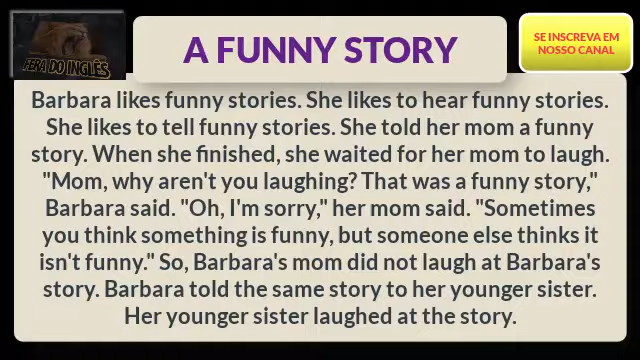 FERA DO INGLÊS
A FUNNY STORY
SE INSCREVA EM
NOSSO CANAL
Barbara likes funny stories. She likes to hear funny stories.
She likes to tell funny stories. She told her mom a funny
story. When she finished, she waited for her mom to laugh.
"Mom, why aren't you laughing? That was a funny story,"
Barbara said. "Oh, I'm sorry," her mom said. "Sometimes
you think something is funny, but someone else thinks it
isn't funny." So, Barbara's mom did not laugh at Barbara's
story. Barbara told the same story to her younger sister.
Her younger sister laughed at the story.